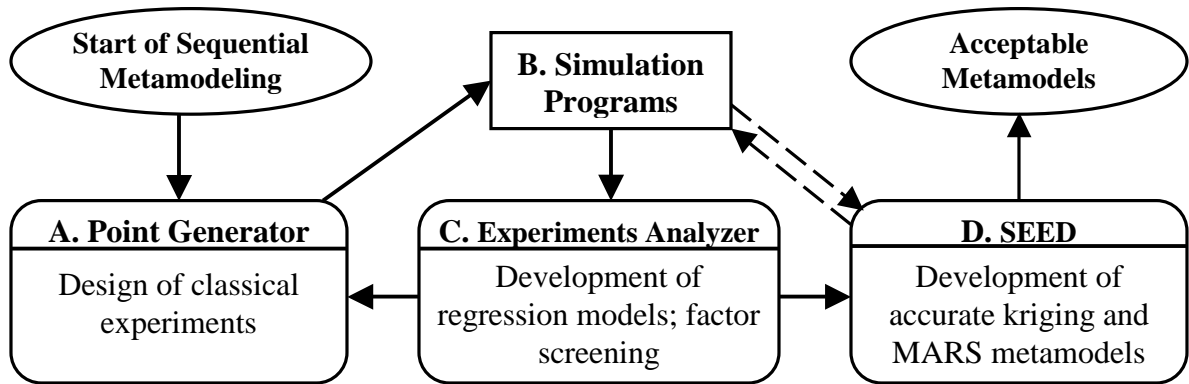 Start of Sequential
Metamodeling
B. Simulation
Programs
Acceptable
Metamodels
A. Point Generator
Design of classical
experiments
C. Experiments Analyzer
Development of
regression models; factor
screening
D. SEED
Development of
accurate kriging and
MARS metamodels